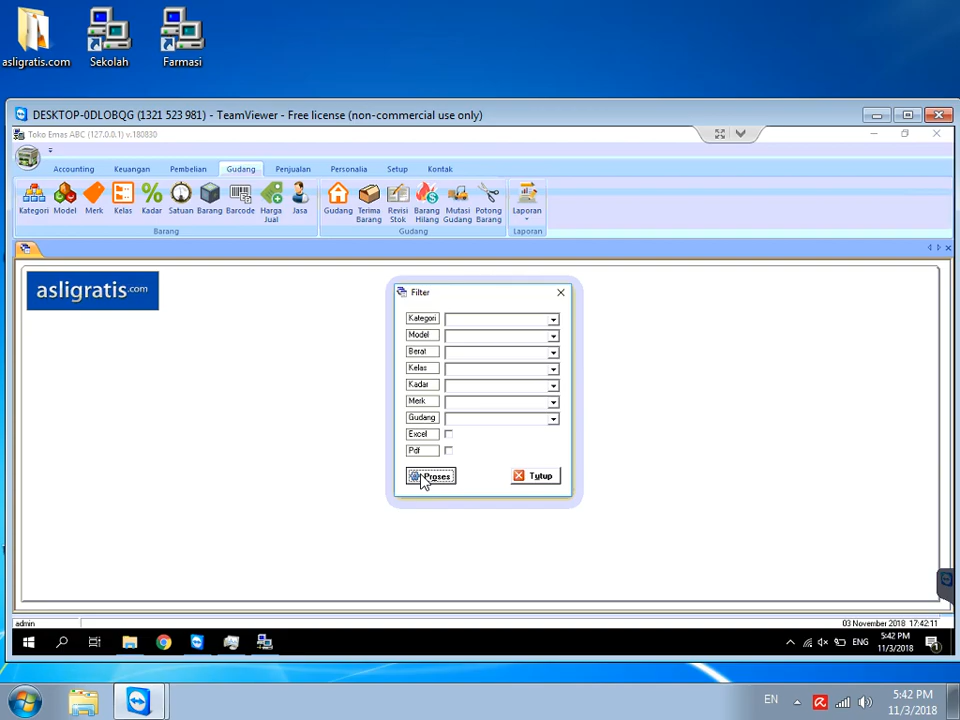 asligratis.com
Sekolah
Farmasi
DESKTOP-0DLOBQG (1321 523 981) - TeamViewer - Free license (non-commercial use only)
Toko Emas ABC (127.0.0.1) v.180830
Accounting Keuangan Pembelian Gudang Penjualan Personalia Setup Kontak
Kategori Model Merk Kelas Kadar Satuan Barang Barcode Harga Jual Jasa Gudang Terima Barang Revisi Stok Barang Hilang Mutasi Gudang Potong Barang Laporan
Barang Gudang Laporan
asligratis.com
Filter
Kategori
Model
Berat
Kelas
Kadar
Merk
Gudang
Excel
Pdf
Proses Tutup
admin 03 November 2018 17:42:11
ENG 5:42 PM
11/3/2018
1
EN 5:42 PM
11/3/2018